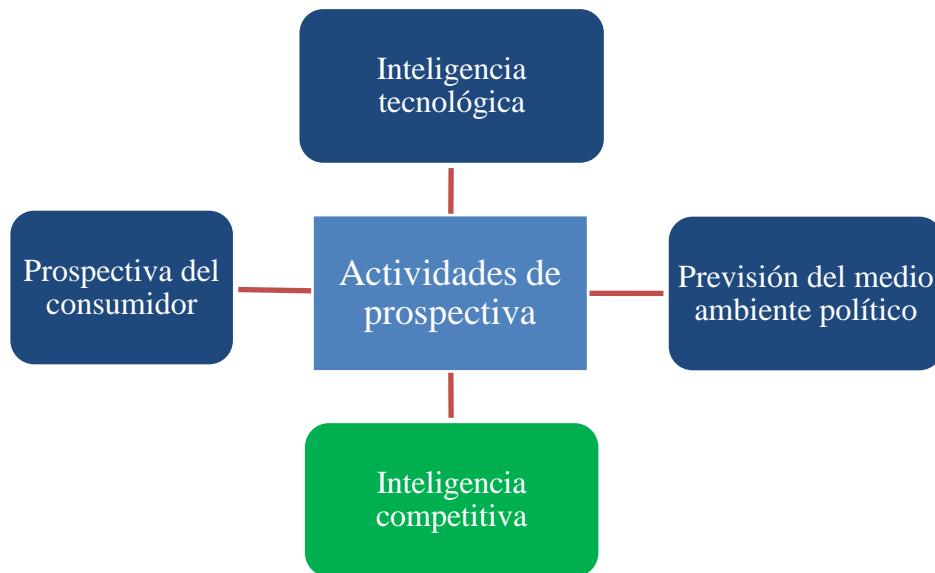 Inteligencia
tecnológica
Prospectiva del
consumidor
Actividades de
prospectiva
Previsión del medio
ambiente político
Inteligencia
competitiva